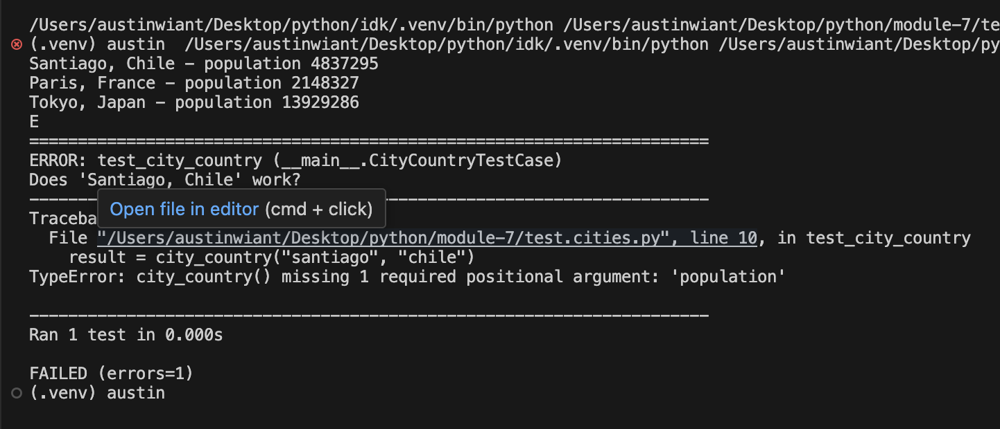 /Users/austinwiant/Desktop/python/idk/.venv/bin/python /Users/austinwiant/Desktop/python/module-7/te
(.venv) austin  /Users/austinwiant/Desktop/python/idk/.venv/bin/python /Users/austinwiant/Desktop/py
Santiago, Chile – population 4837295
Paris, France – population 2148327
Tokyo, Japan – population 13929286
E
======================================================================
ERROR: test_city_country (__main__.CityCountryTestCase)
Does 'Santiago, Chile' work?
----------------------------------------------------------------------
Open file in editor (cmd + click)
Traceba
File "/Users/austinwiant/Desktop/python/module-7/test.cities.py", line 10, in test_city_country
result = city_country("santiago", "chile")
TypeError: city_country() missing 1 required positional argument: 'population'
----------------------------------------------------------------------
Ran 1 test in 0.000s
FAILED (errors=1)
(.venv) austin